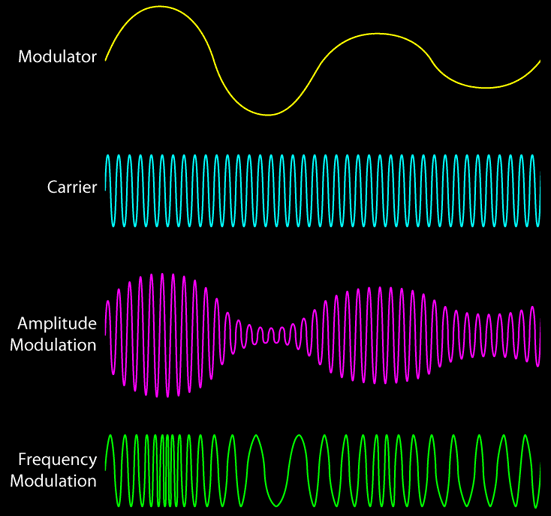 Modulator
Carrier
Amplitude
Modulation
Frequency
Modulation